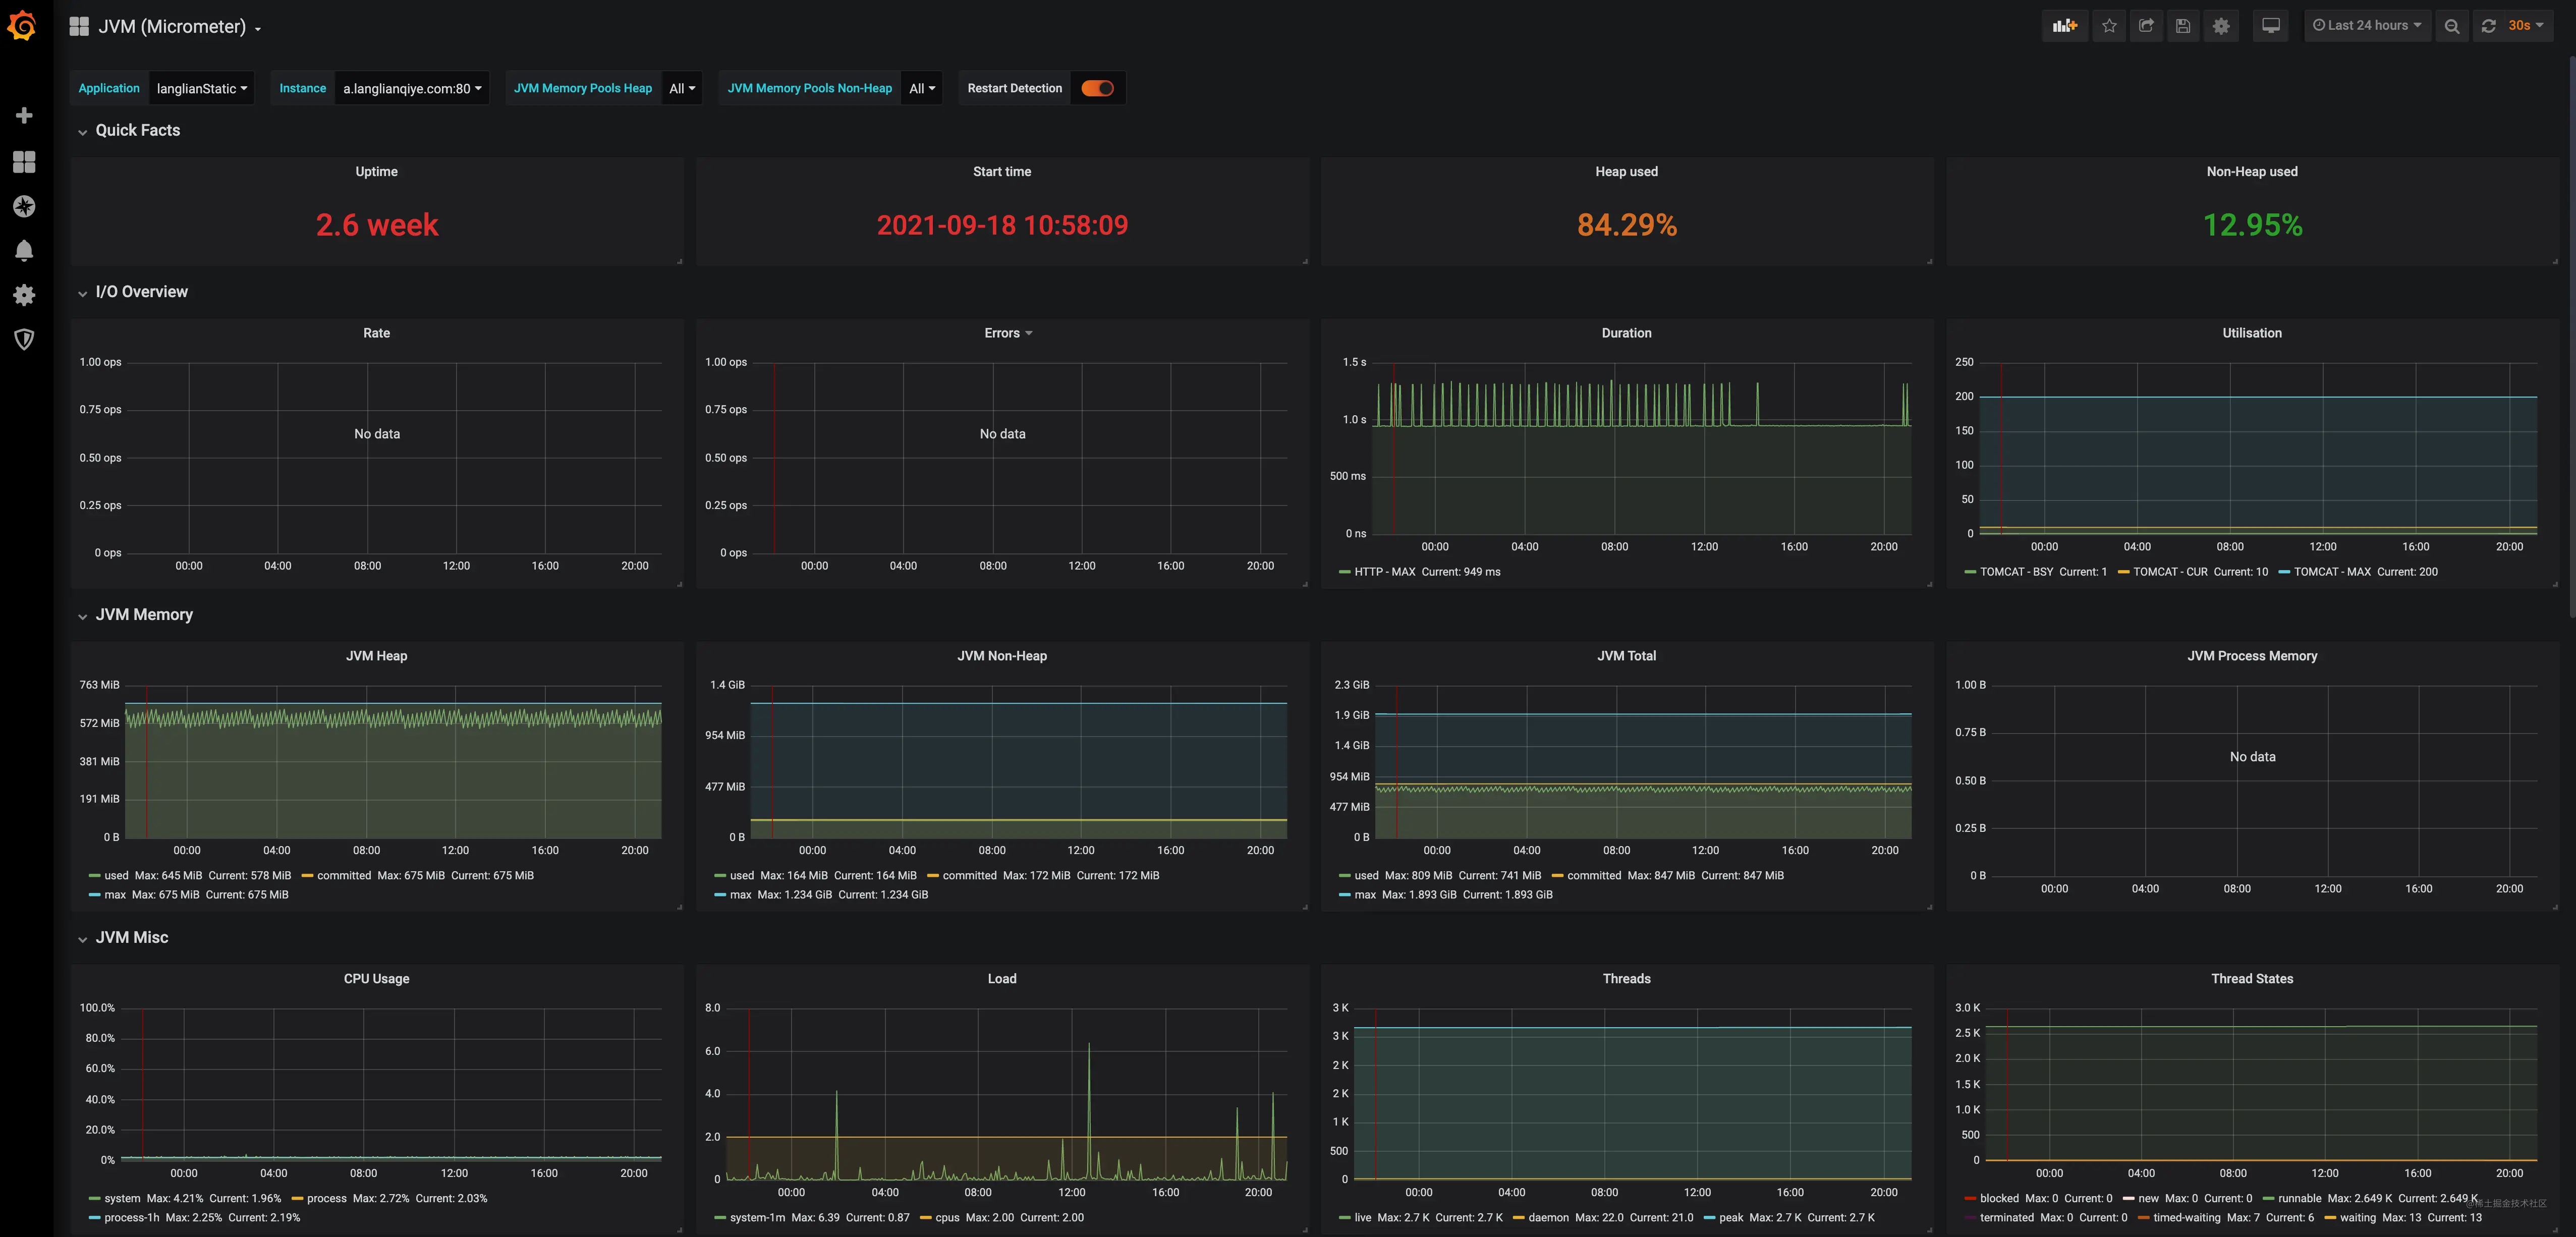 JVM (Micrometer)
Last 24 hours 30s
Application langlianStatic Instance a.langlianqiye.com:80 JVM Memory Pools Heap All JVM Memory Pools Non-Heap All Restart Detection
Quick Facts
Uptime
2.6 week
Start time
2021-09-18 10:58:09
Heap used
84.29%
Non-Heap used
12.95%
I/O Overview
Rate
1.00 ops
0.75 ops
0.50 ops
0.25 ops
0 ops
No data
00:00 04:00 08:00 12:00 16:00 20:00
Errors
1.00 ops
0.75 ops
0.50 ops
0.25 ops
0 ops
No data
00:00 04:00 08:00 12:00 16:00 20:00
Duration
1.5 s
1.0 s
500 ms
0 ns
00:00 04:00 08:00 12:00 16:00 20:00
HTTP - MAX Current: 949 ms
Utilisation
250
200
150
100
50
0
00:00 04:00 08:00 12:00 16:00 20:00
TOMCAT - BSY Current: 1 TOMCAT - CUR Current: 10 TOMCAT - MAX Current: 200
JVM Memory
JVM Heap
763 MiB
572 MiB
381 MiB
191 MiB
0 B
00:00 04:00 08:00 12:00 16:00 20:00
used Max: 645 MiB Current: 578 MiB committed Max: 675 MiB Current: 675 MiB
max Max: 675 MiB Current: 675 MiB
JVM Non-Heap
1.4 GiB
954 MiB
477 MiB
0 B
00:00 04:00 08:00 12:00 16:00 20:00
used Max: 164 MiB Current: 164 MiB committed Max: 172 MiB Current: 172 MiB
max Max: 1.234 GiB Current: 1.234 GiB
JVM Total
2.3 GiB
1.9 GiB
1.4 GiB
954 MiB
477 MiB
0 B
00:00 04:00 08:00 12:00 16:00 20:00
used Max: 809 MiB Current: 741 MiB committed Max: 847 MiB Current: 847 MiB
max Max: 1.893 GiB Current: 1.893 GiB
JVM Process Memory
1.00 B
0.75 B
0.50 B
0.25 B
0 B
No data
00:00 04:00 08:00 12:00 16:00 20:00
JVM Misc
CPU Usage
100.0%
80.0%
60.0%
40.0%
20.0%
0%
00:00 04:00 08:00 12:00 16:00 20:00
system Max: 4.21% Current: 1.96% process Max: 2.72% Current: 2.03%
process-1h Max: 2.25% Current: 2.19%
Load
8.0
6.0
4.0
2.0
0
00:00 04:00 08:00 12:00 16:00 20:00
system-1m Max: 6.39 Current: 0.87 cpus Max: 2.00 Current: 2.00
Threads
3 K
3 K
2 K
2 K
1 K
500
0
00:00 04:00 08:00 12:00 16:00 20:00
live Max: 2.7 K Current: 2.7 K daemon Max: 22.0 Current: 21.0 peak Max: 2.7 K Current: 2.7 K
Thread States
3.0 K
2.5 K
2.0 K
1.5 K
1.0 K
500
0
00:00 04:00 08:00 12:00 16:00 20:00
blocked Max: 0 Current: 0 new Max: 0 Current: 0 runnable Max: 2.649 K Current: 2.649 K
terminated Max: 0 Current: 0 timed-waiting Max: 7 Current: 6 waiting Max: 13 Current: 13
@稀土掘金技术社区